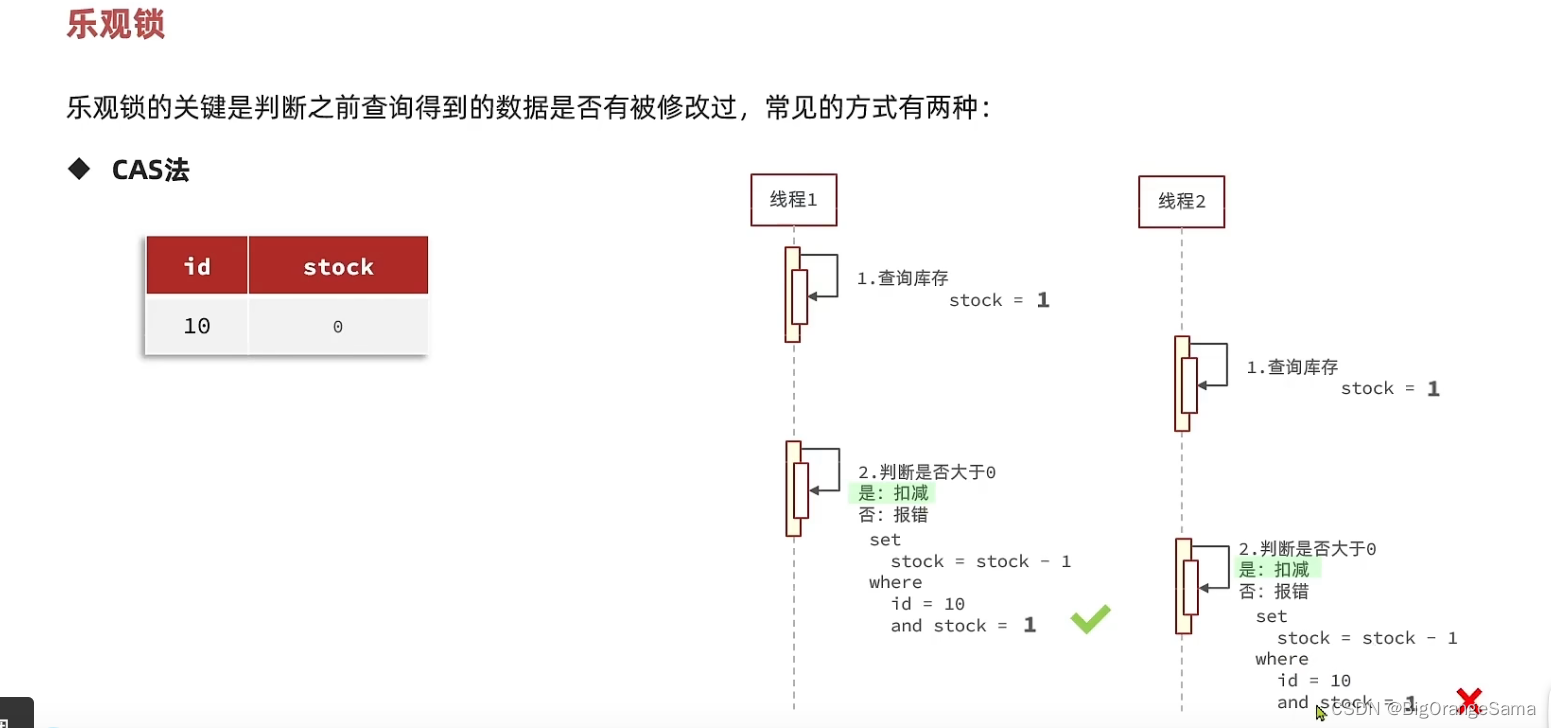 乐观锁
乐观锁的关键是判断之前查询得到的数据是否有被修改过，常见的方式有两种：
◆ CAS法
id stock
10 0
线程1
1.查询库存
stock = 1
2.判断是否大于0
是：扣减
否：报错
set
stock = stock - 1
where
id = 10
and stock = 1
线程2
1.查询库存
stock = 1
2.判断是否大于0
是：扣减
否：报错
set
stock = stock - 1
where
id = 10
and stock = 1
CSDN @BigOrangeSama